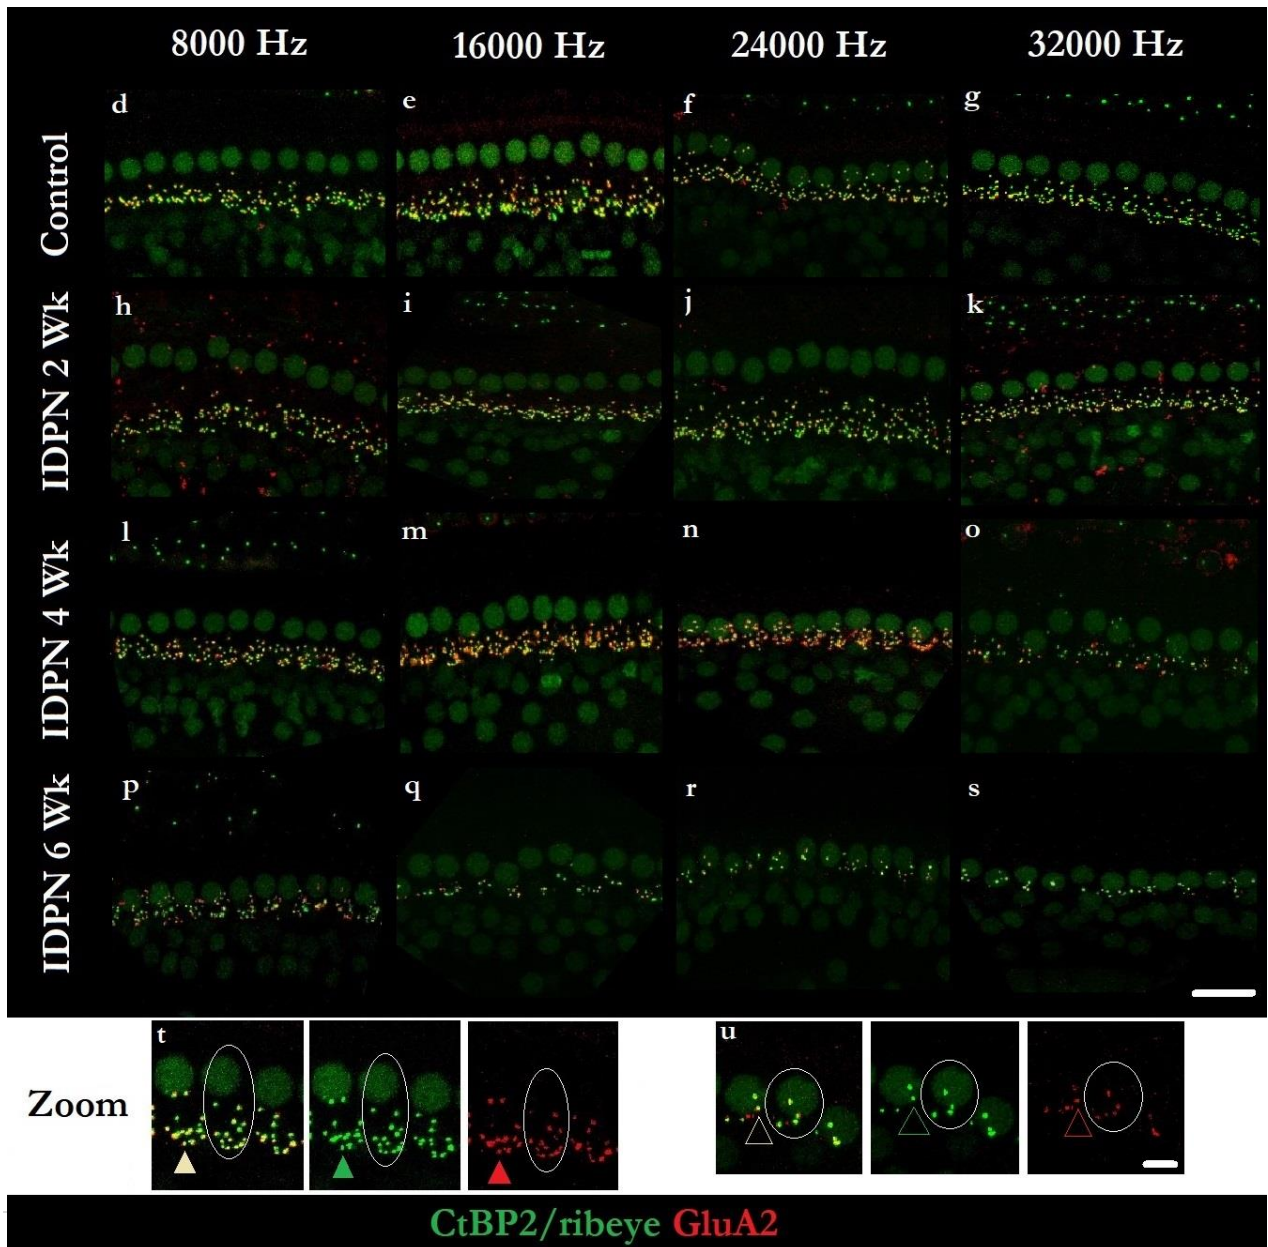 8000 Hz 16000 Hz 24000 Hz 32000 Hz
Control
d e f g
IDPN 2 Wk
h i j k
IDPN 4 Wk
l m n o
IDPN 6 Wk
p q r s
Zoom
t u
CtBP2/ribeye GluA2